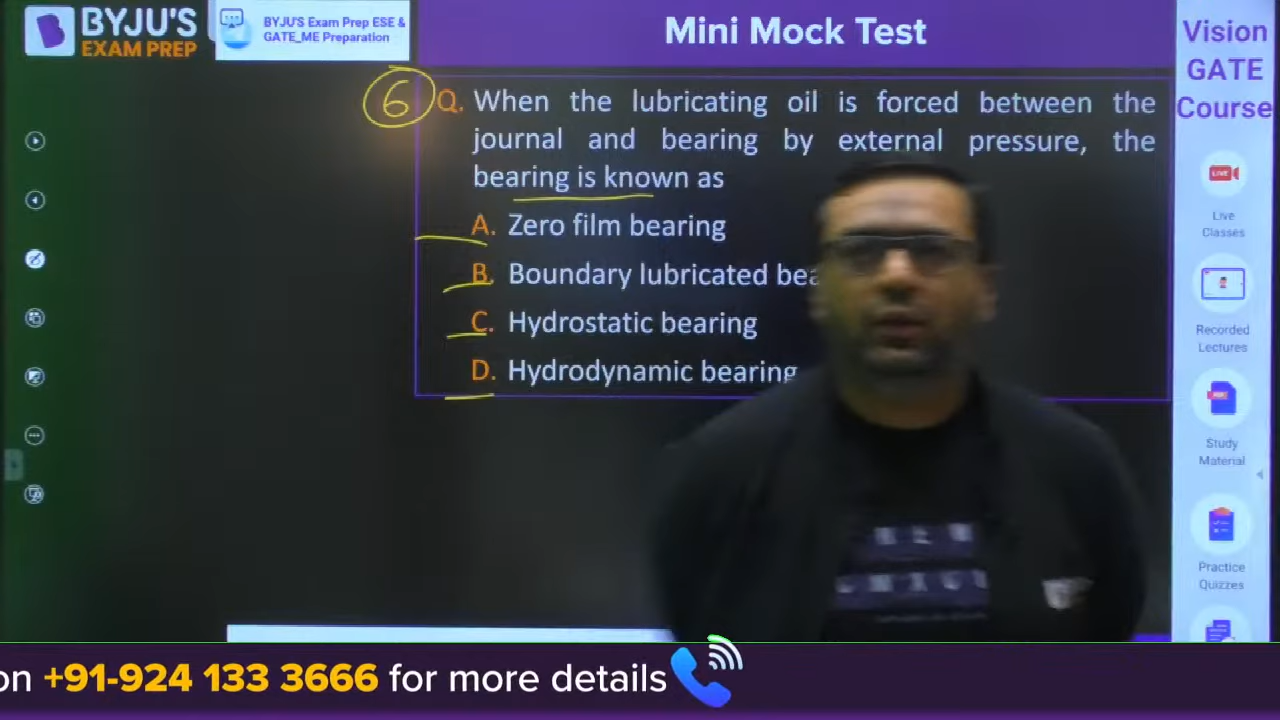 BYJU'S
EXAM PREP
BYJU'S Exam Prep ESE &
GATE_ME Preparation
Mini Mock Test
Vision
GATE
Course
6
Q. When the lubricating oil is forced between the
journal and bearing by external pressure, the
bearing is known as
A. Zero film bearing
B. Boundary lubricated
C. Hydrostatic bearing
D. Hydrodynamic bearing
LIVE
Live
Classes
Recorded
Lectures
PDF
Study
Material
Practice
Quizzes
on +91-924 133 3666 for more details